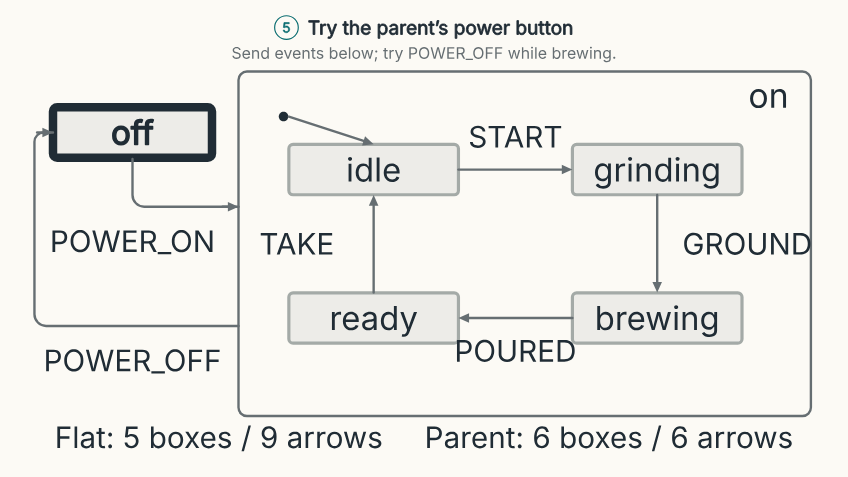 5 Try the parent’s power button
Send events below; try POWER_OFF while brewing.
on
off
START
idle
grinding
POWER_ON
TAKE
GROUND
ready
brewing
POURED
POWER_OFF
Flat: 5 boxes / 9 arrows
Parent: 6 boxes / 6 arrows